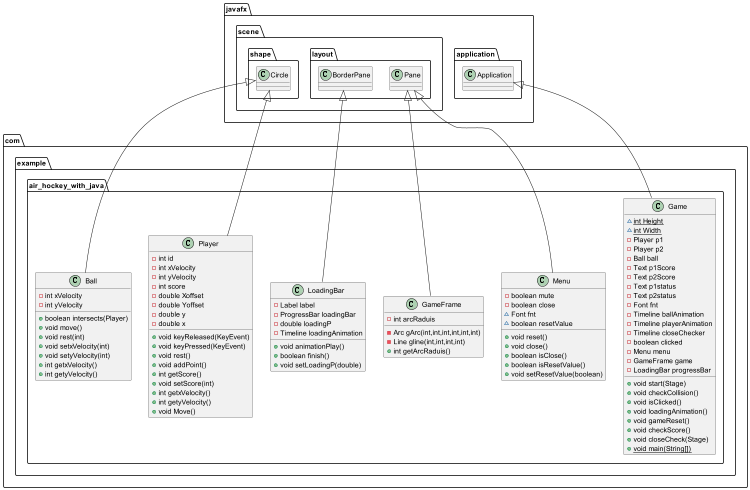 javafx
scene
shape
layout
application
C Circle
C BorderPane
C Pane
C Application
com
example
air_hockey_with_java
C Ball
int xVelocity
int yVelocity
boolean intersects(Player)
void move()
void rest(int)
void setxVelocity(int)
void setyVelocity(int)
int getxVelocity()
int getyVelocity()
C Player
int id
int xVelocity
int yVelocity
int score
double Xoffset
double Yoffset
double y
double x
void keyReleased(KeyEvent)
void keyPressed(KeyEvent)
void rest()
void addPoint()
int getScore()
void setScore(int)
int getxVelocity()
int getyVelocity()
void Move()
C LoadingBar
Label label
ProgressBar loadingBar
double loadingP
Timeline loadingAnimation
void animationPlay()
boolean finish()
void setLoadingP(double)
C GameFrame
int arcRaduis
Arc gArc(int,int,int,int,int,int)
Line gline(int,int,int,int)
int getArcRaduis()
C Menu
boolean mute
boolean close
Font fnt
boolean resetValue
void reset()
void close()
boolean isClose()
boolean isResetValue()
void setResetValue(boolean)
C Game
int Height
int Width
Player p1
Player p2
Ball ball
Text p1Score
Text p2Score
Text p1status
Text p2status
Font fnt
Timeline ballAnimation
Timeline playerAnimation
Timeline closeChecker
boolean clicked
Menu menu
GameFrame game
LoadingBar progressBar
void start(Stage)
void checkCollision()
void isClicked()
void loadingAnimation()
void gameReset()
void checkScore()
void closeCheck(Stage)
void main(String[])